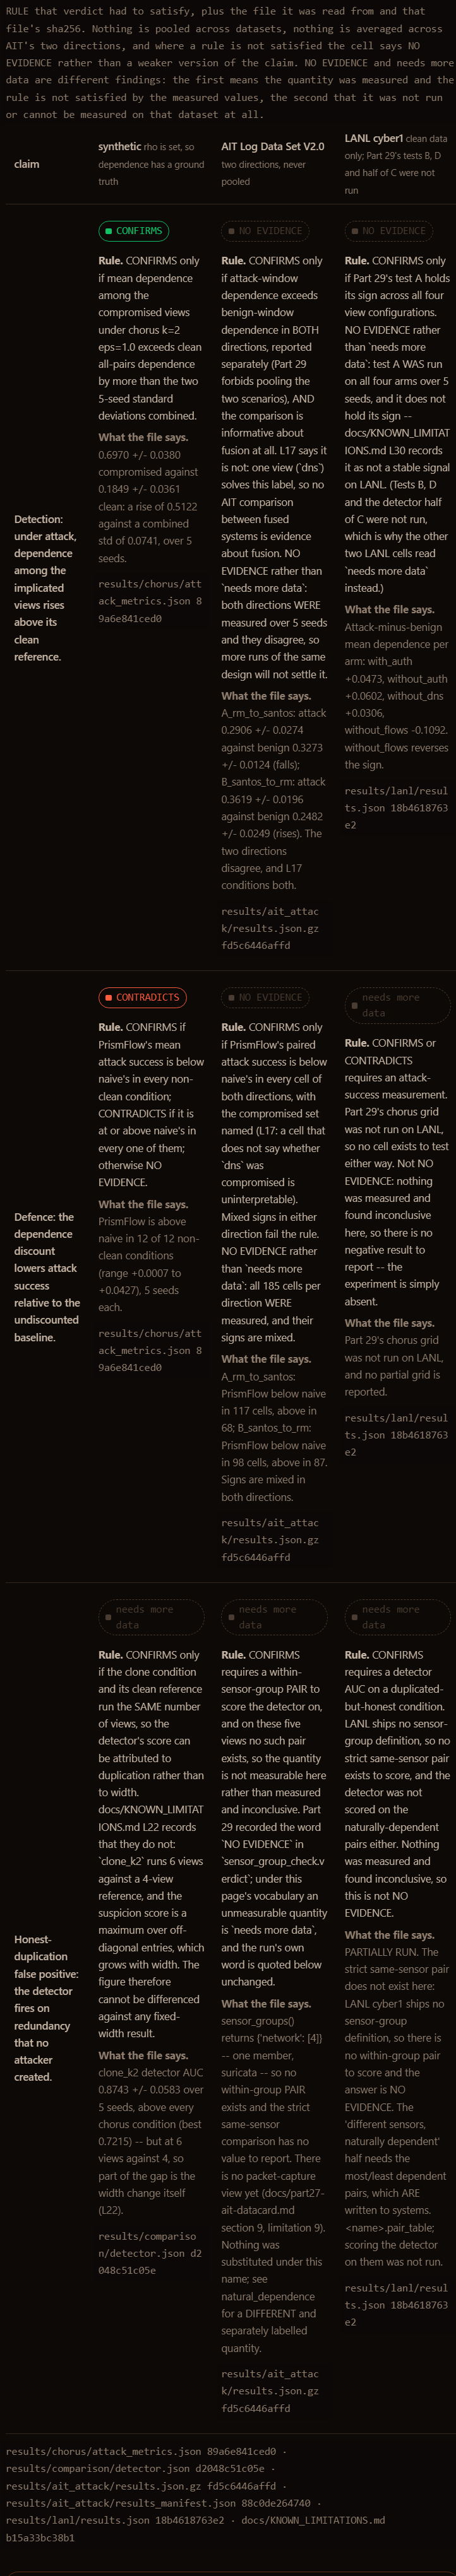 RULE that verdict had to satisfy, plus the file it was read from and that
file's sha256. Nothing is pooled across datasets, nothing is averaged across
AIT's two directions, and where a rule is not satisfied the cell says NO
EVIDENCE rather than a weaker version of the claim. NO EVIDENCE and needs more
data are different findings: the first means the quantity was measured and the
rule is not satisfied by the measured values, the second that it was not run
or cannot be measured on that dataset at all.
claim
synthetic rho is set, so
dependence has a ground
truth
AIT Log Data Set V2.0
two directions, never
pooled
LANL cyber1 clean data
only; Part 29's tests B, D
and half of C were not
run
Detection:
under attack,
dependence
among the
implicated
views rises
above its
clean
reference.
CONFIRMS
Rule. CONFIRMS only
if mean dependence
among the
compromised views
under chorus k=2
eps=1.0 exceeds clean
all-pairs dependence
by more than the two
5-seed standard
deviations combined.
What the file says.
0.6970 +/- 0.0380
compromised against
0.1849 +/- 0.0361
clean: a rise of 0.5122
against a combined
std of 0.0741, over 5
seeds.
results/chorus/att
ack_metrics.json 8
9a6e841ced0
NO EVIDENCE
Rule. CONFIRMS only
if attack-window
dependence exceeds
benign-window
dependence in BOTH
directions, reported
separately (Part 29
forbids pooling the
two scenarios), AND
the comparison is
informative about
fusion at all. L17 says it
is not: one view (`dns`)
solves this label, so no
AIT comparison
between fused
systems is evidence
about fusion. NO
EVIDENCE rather than
`needs more data`:
both directions WERE
measured over 5 seeds
and they disagree, so
more runs of the same
design will not settle it.
What the file says.
A_rm_to_santos: attack
0.2906 +/- 0.0274
against benign 0.3273
+/- 0.0124 (falls);
B_santos_to_rm: attack
0.3619 +/- 0.0196
against benign 0.2482
+/- 0.0249 (rises). The
two directions
disagree, and L17
conditions both.
results/ait_attac
k/results.json.gz
fd5c6446affd
NO EVIDENCE
Rule. CONFIRMS only
if Part 29's test A holds
its sign across all four
view configurations.
NO EVIDENCE rather
than `needs more
data`: test A WAS run
on all four arms over 5
seeds, and it does not
hold its sign --
docs/KNOWN_LIMITAT
IONS.md L30 records
it as not a stable signal
on LANL. (Tests B, D
and the detector half
of C were not run,
which is why the other
two LANL cells read
`needs more data`
instead.)
What the file says.
Attack-minus-benign
mean dependence per
arm: with_auth
+0.0473, without_auth
+0.0602, without_dns
+0.0306,
without_flows -0.1092.
without_flows reverses
the sign.
results/lanl/resul
ts.json 18b4618763
e2
Defence: the
dependence
discount
lowers attack
success
relative to the
undiscounted
baseline.
CONTRADICTS
Rule. CONFIRMS if
PrismFlow's mean
attack success is below
naive's in every non-
clean condition;
CONTRADICTS if it is
at or above naive's in
every one of them;
otherwise NO
EVIDENCE.
What the file says.
PrismFlow is above
naive in 12 of 12 non-
clean conditions
(range +0.0007 to
+0.0427), 5 seeds
each.
results/chorus/att
ack_metrics.json 8
9a6e841ced0
NO EVIDENCE
Rule. CONFIRMS only
if PrismFlow's paired
attack success is below
naive's in every cell of
both directions, with
the compromised set
named (L17: a cell that
does not say whether
`dns` was
compromised is
uninterpretable).
Mixed signs in either
direction fail the rule.
NO EVIDENCE rather
than `needs more
data`: all 185 cells per
direction WERE
measured, and their
signs are mixed.
What the file says.
A_rm_to_santos:
PrismFlow below naive
in 117 cells, above in
68; B_santos_to_rm:
PrismFlow below naive
in 98 cells, above in 87.
Signs are mixed in
both directions.
results/ait_attac
k/results.json.gz
fd5c6446affd
needs more
data
Rule. CONFIRMS or
CONTRADICTS
requires an attack-
success measurement.
Part 29's chorus grid
was not run on LANL,
so no cell exists to test
either way. Not NO
EVIDENCE: nothing
was measured and
found inconclusive
here, so there is no
negative result to
report -- the
experiment is simply
absent.
What the file says.
Part 29's chorus grid
was not run on LANL,
and no partial grid is
reported.
results/lanl/resul
ts.json 18b4618763
e2
Honest-
duplication
false positive:
the detector
fires on
redundancy
that no
attacker
created.
needs more
data
Rule. CONFIRMS only
if the clone condition
and its clean reference
run the SAME number
of views, so the
detector's score can
be attributed to
duplication rather than
to width.
docs/KNOWN_LIMITAT
IONS.md L22 records
that they do not:
`clone_k2` runs 6 views
against a 4-view
reference, and the
suspicion score is a
maximum over off-
diagonal entries, which
grows with width. The
figure therefore
cannot be differenced
against any fixed-
width result.
What the file says.
clone_k2 detector AUC
0.8743 +/- 0.0583 over
5 seeds, above every
chorus condition (best
0.7215) -- but at 6
views against 4, so
part of the gap is the
width change itself
(L22).
results/compariso
n/detector.json d2
048c51c05e
needs more
data
Rule. CONFIRMS
requires a within-
sensor-group PAIR to
score the detector on,
and on these five
views no such pair
exists, so the quantity
is not measurable here
rather than measured
and inconclusive. Part
29 recorded the word
`NO EVIDENCE` in
`sensor_group_check.v
erdict`; under this
page's vocabulary an
unmeasurable quantity
is `needs more data`,
and the run's own
word is quoted below
unchanged.
What the file says.
sensor_groups()
returns {'network': [4]}
-- one member,
suricata -- so no
within-group PAIR
exists and the strict
same-sensor
comparison has no
value to report. There
is no packet-capture
view yet (docs/part27-
ait-datacard.md
section 9, limitation 9).
Nothing was
substituted under this
name; see
natural_dependence
for a DIFFERENT and
separately labelled
quantity.
results/ait_attac
k/results.json.gz
fd5c6446affd
needs more
data
Rule. CONFIRMS
requires a detector
AUC on a duplicated-
but-honest condition.
LANL ships no sensor-
group definition, so no
strict same-sensor pair
exists to score, and the
detector was not
scored on the
naturally-dependent
pairs either. Nothing
was measured and
found inconclusive, so
this is not NO
EVIDENCE.
What the file says.
PARTIALLY RUN. The
strict same-sensor pair
does not exist here:
LANL cyber1 ships no
sensor-group
definition, so there is
no within-group pair
to score and the
answer is NO
EVIDENCE. The
'different sensors,
naturally dependent'
half needs the
most/least dependent
pairs, which ARE
written to systems.
<name>.pair_table;
scoring the detector
on them was not run.
results/lanl/resul
ts.json 18b4618763
e2
results/chorus/attack_metrics.json 89a6e841ced0 ·
results/comparison/detector.json d2048c51c05e ·
results/ait_attack/results.json.gz fd5c6446affd ·
results/ait_attack/results_manifest.json 88c0de264740 ·
results/lanl/results.json 18b4618763e2 · docs/KNOWN_LIMITATIONS.md
b15a33bc38b1